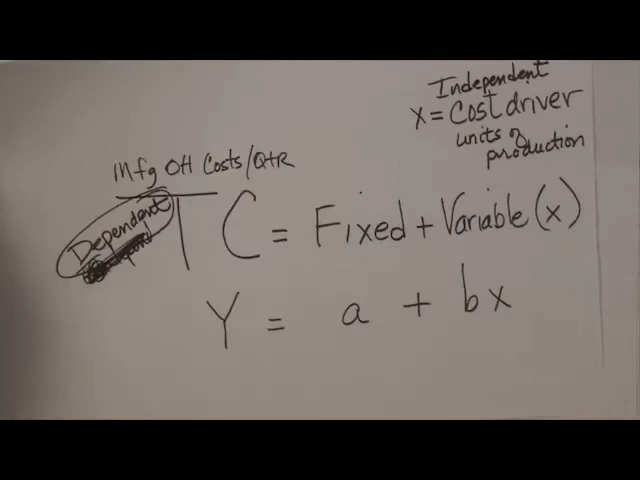 Independent
x = Cost driver
units of
production
Mfg OH Costs/QTR
Dependent
TC = Fixed + Variable (x)
Y = a + bx